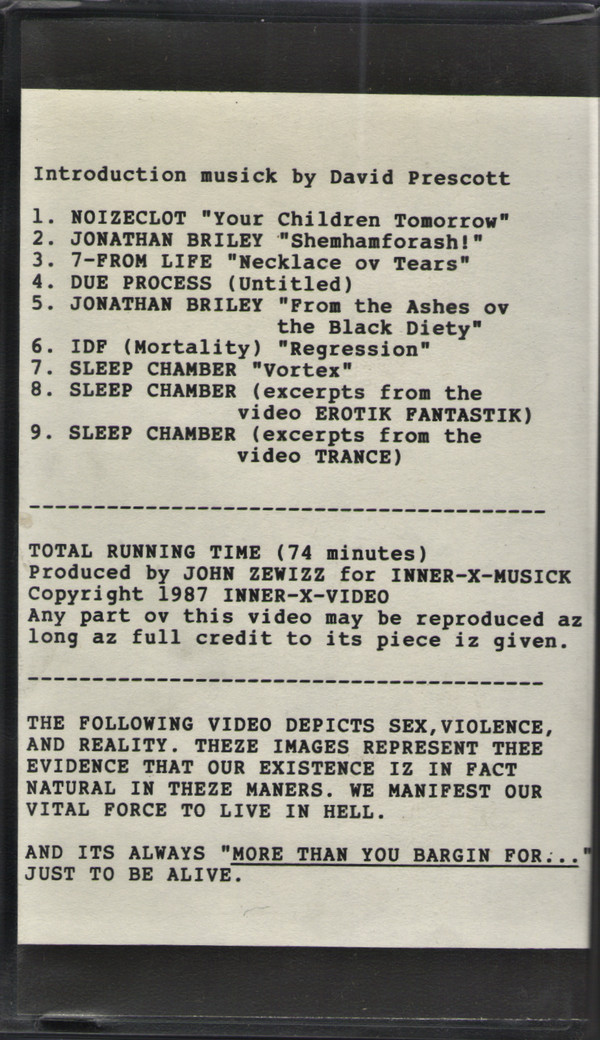 Introduction musick by David Prescott
1. NOIZECLOT "Your Children Tomorrow"
2. JONATHAN BRILEY "Shemhamforash!"
3. 7-FROM LIFE "Necklace ov Tears"
4. DUE PROCESS (Untitled)
5. JONATHAN BRILEY "From the Ashes ov
the Black Diety"
6. IDF (Mortality) "Regression"
7. SLEEP CHAMBER "Vortex"
8. SLEEP CHAMBER (excerpts from the
video EROTIK FANTASTIK)
9. SLEEP CHAMBER (excerpts from the
video TRANCE)
----------------------------------------
TOTAL RUNNING TIME (74 minutes)
Produced by JOHN ZEWIZZ for INNER-X-MUSICK
Copyright 1987 INNER-X-VIDEO
Any part ov this video may be reproduced az
long az full credit to its piece iz given.
----------------------------------------
THE FOLLOWING VIDEO DEPICTS SEX,VIOLENCE,
AND REALITY. THEZE IMAGES REPRESENT THEE
EVIDENCE THAT OUR EXISTENCE IZ IN FACT
NATURAL IN THEZE MANERS. WE MANIFEST OUR
VITAL FORCE TO LIVE IN HELL.
AND ITS ALWAYS "MORE THAN YOU BARGIN FOR..."
JUST TO BE ALIVE.